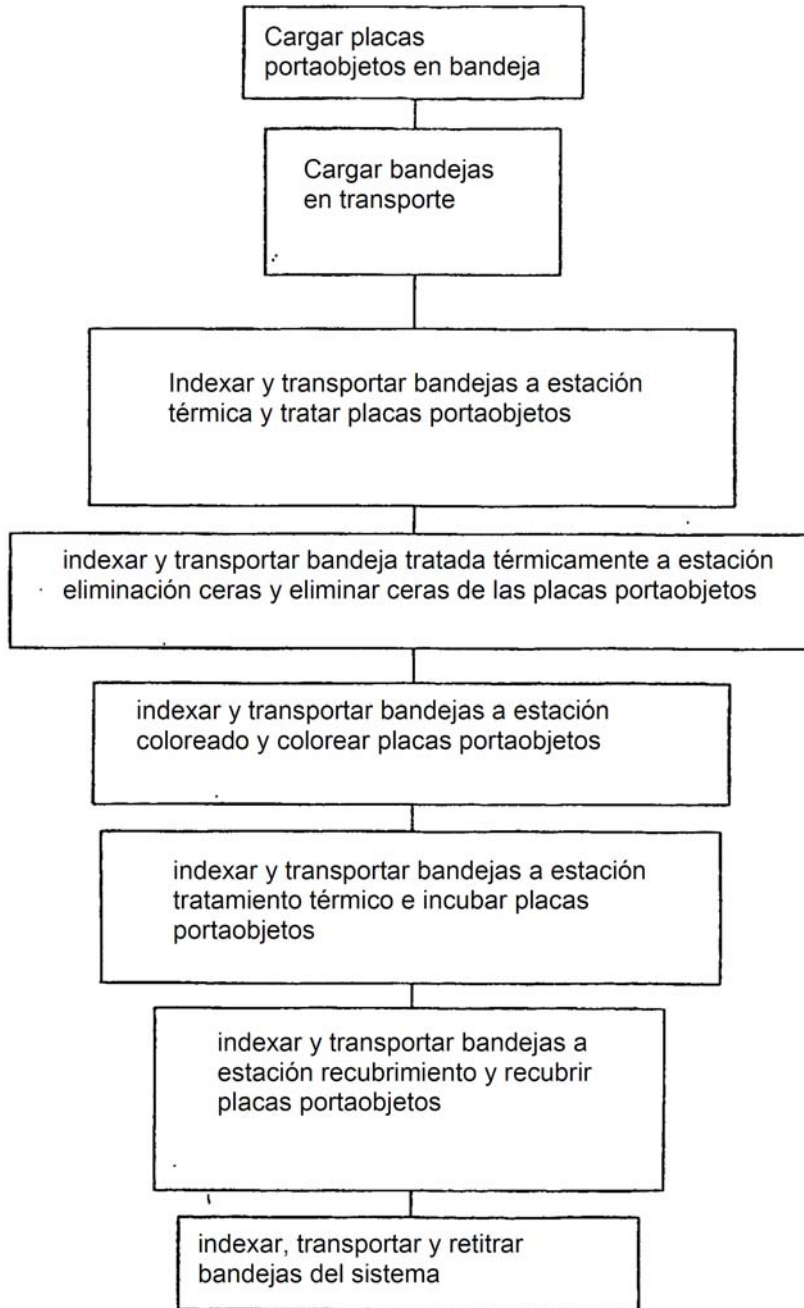 Cargar placas
portaobjetos en bandeja
Cargar bandejas
en transporte
Indexar y transportar bandejas a estación
térmica y tratar placas portaobjetos
indexar y transportar bandeja tratada térmicamente a estación
eliminación ceras y eliminar ceras de las placas portaobjetos
indexar y transportar bandejas a estación
coloreado y colorear placas portaobjetos
indexar y transportar bandejas a estación
tratamiento térmico e incubar placas
portaobjetos
indexar y transportar bandejas a
estación recubrimiento y recubrir
placas portaobjetos
indexar, transportar y retitrar
bandejas del sistema